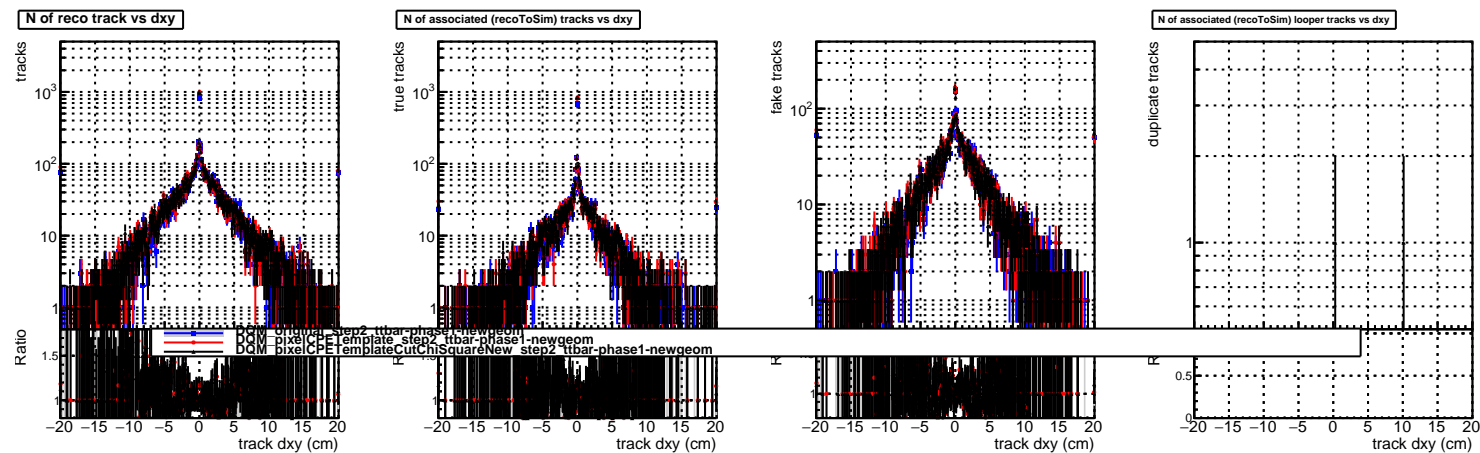 N of reco track vs dxy
tracks
10³
10²
10
1
Ratio
1.5
1
−20 −15 −10 −5 0 5 10 15 20
track dxy (cm)
N of associated (recoToSim) tracks vs dxy
true tracks
10³
10²
10
1
1
−20 −15 −10 −5 0 5 10 15 20
track dxy (cm)
fake tracks
10²
10
1
1
−20 −15 −10 −5 0 5 10 15 20
track dxy (cm)
N of associated (recoToSim) looper tracks vs dxy
duplicate tracks
1
0.5
0
−20 −15 −10 −5 0 5 10 15 20
track dxy (cm)
DQM_original_step2_ttbar-phase1-newgeom
DQM_pixelCPETemplate_step2_ttbar-phase1-newgeom
DQM_pixelCPETemplateCutChiSquareNew_step2_ttbar-phase1-newgeom